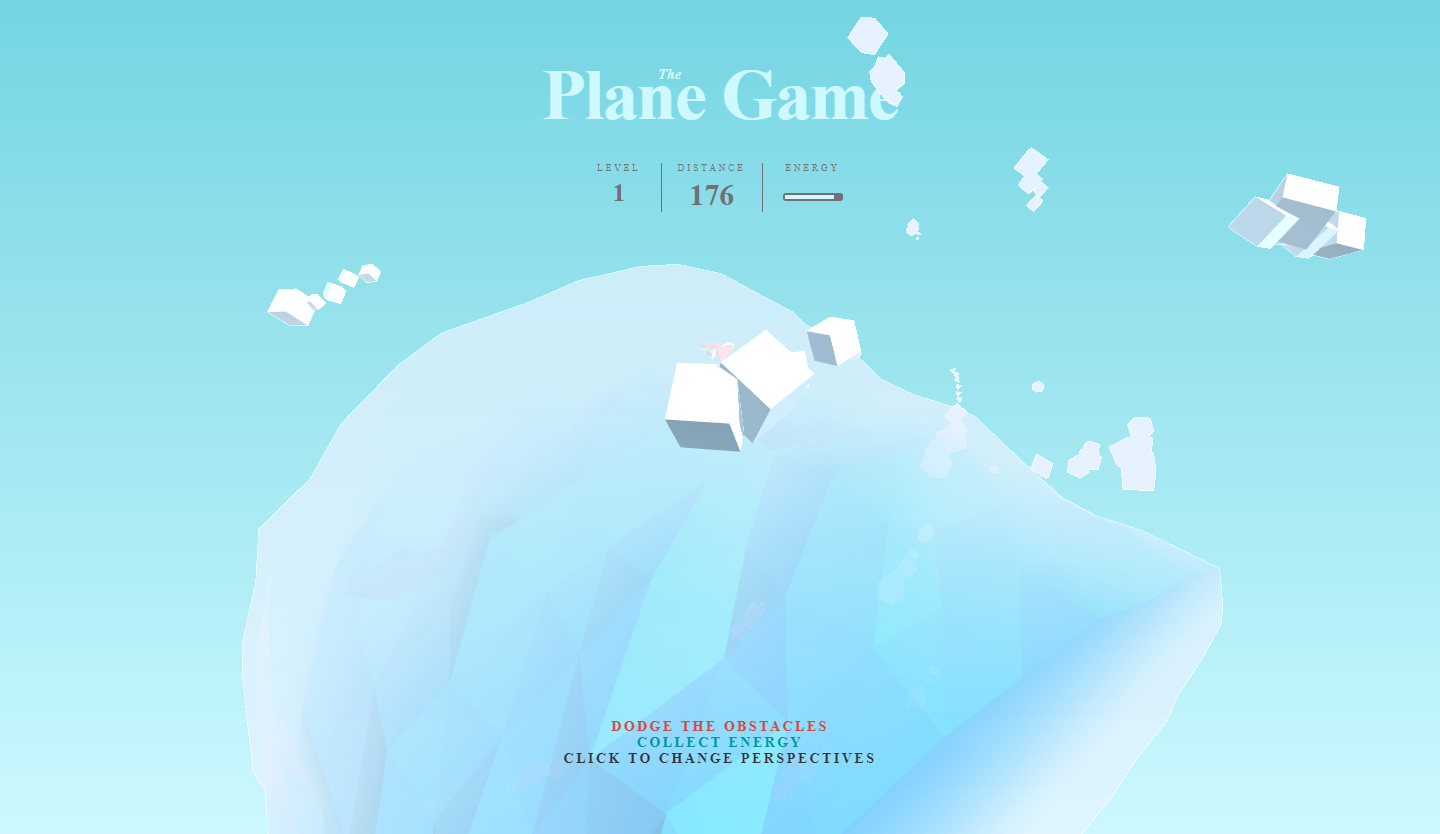 The
Plane Game
LEVEL DISTANCE ENERGY
1 176
DODGE THE OBSTACLES
COLLECT ENERGY
CLICK TO CHANGE PERSPECTIVES